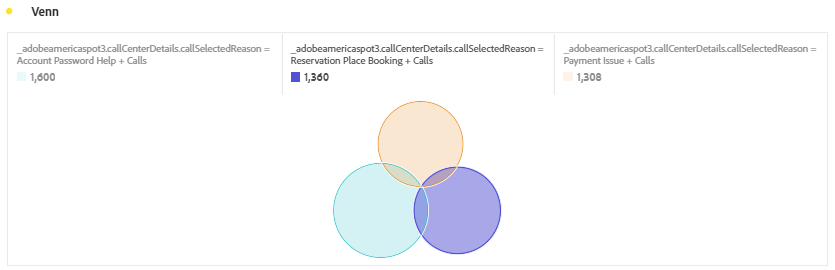 Venn
_adobeamericaspot3.callCenterDetails.callSelectedReason =
Account Password Help + Calls
1,600
_adobeamericaspot3.callCenterDetails.callSelectedReason =
Reservation Place Booking + Calls
1,360
_adobeamericaspot3.callCenterDetails.callSelectedReason =
Payment Issue + Calls
1,308